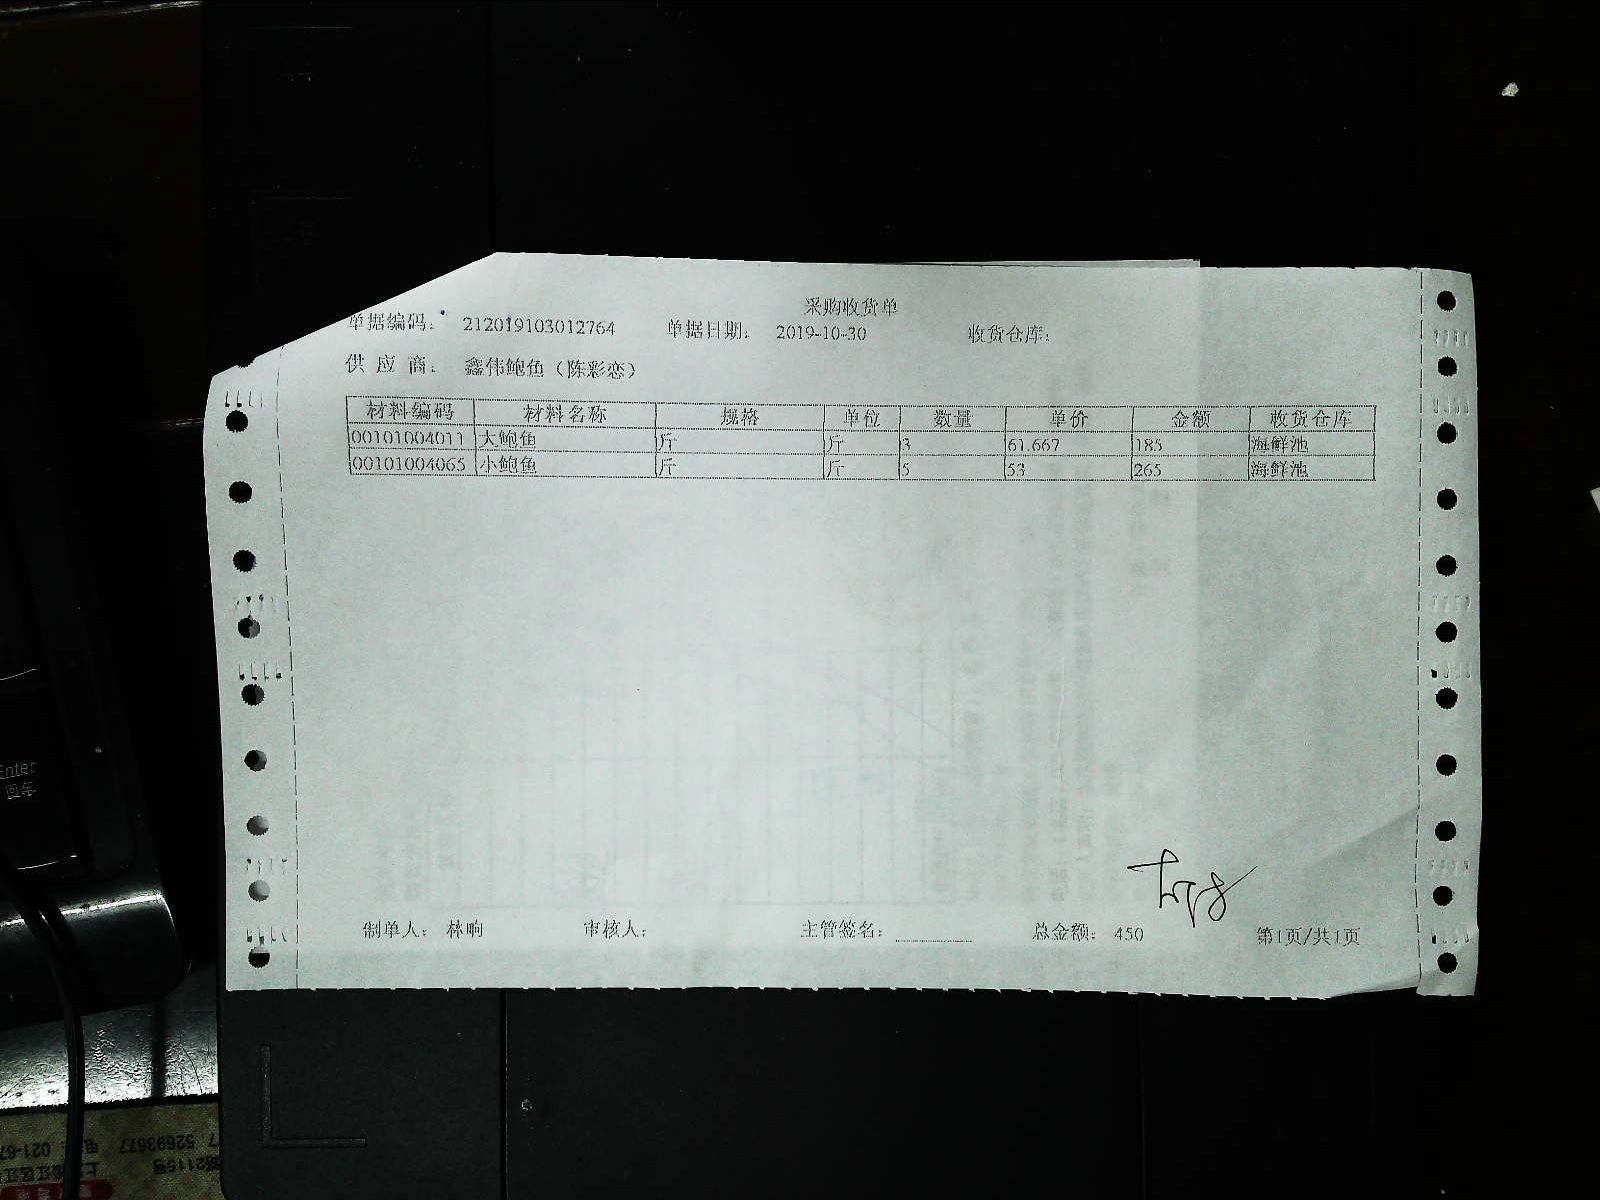 采购收货单
单据编码： 212019103012764 单据日期： 2019-10-30 收货仓库：
供 应 商： 鑫伟鲍鱼（陈彩恋）
材料编码 材料名称 规格 单位 数量 单价 金额 收货仓库
00101004011 大鲍鱼 斤 斤 3 61.667 185 海鲜池
00101004065 小鲍鱼 斤 斤 5 53 265 海鲜池
制单人： 林响 审核人： 主管签名： 总金额： 450 第1页/共1页
Enter
回车